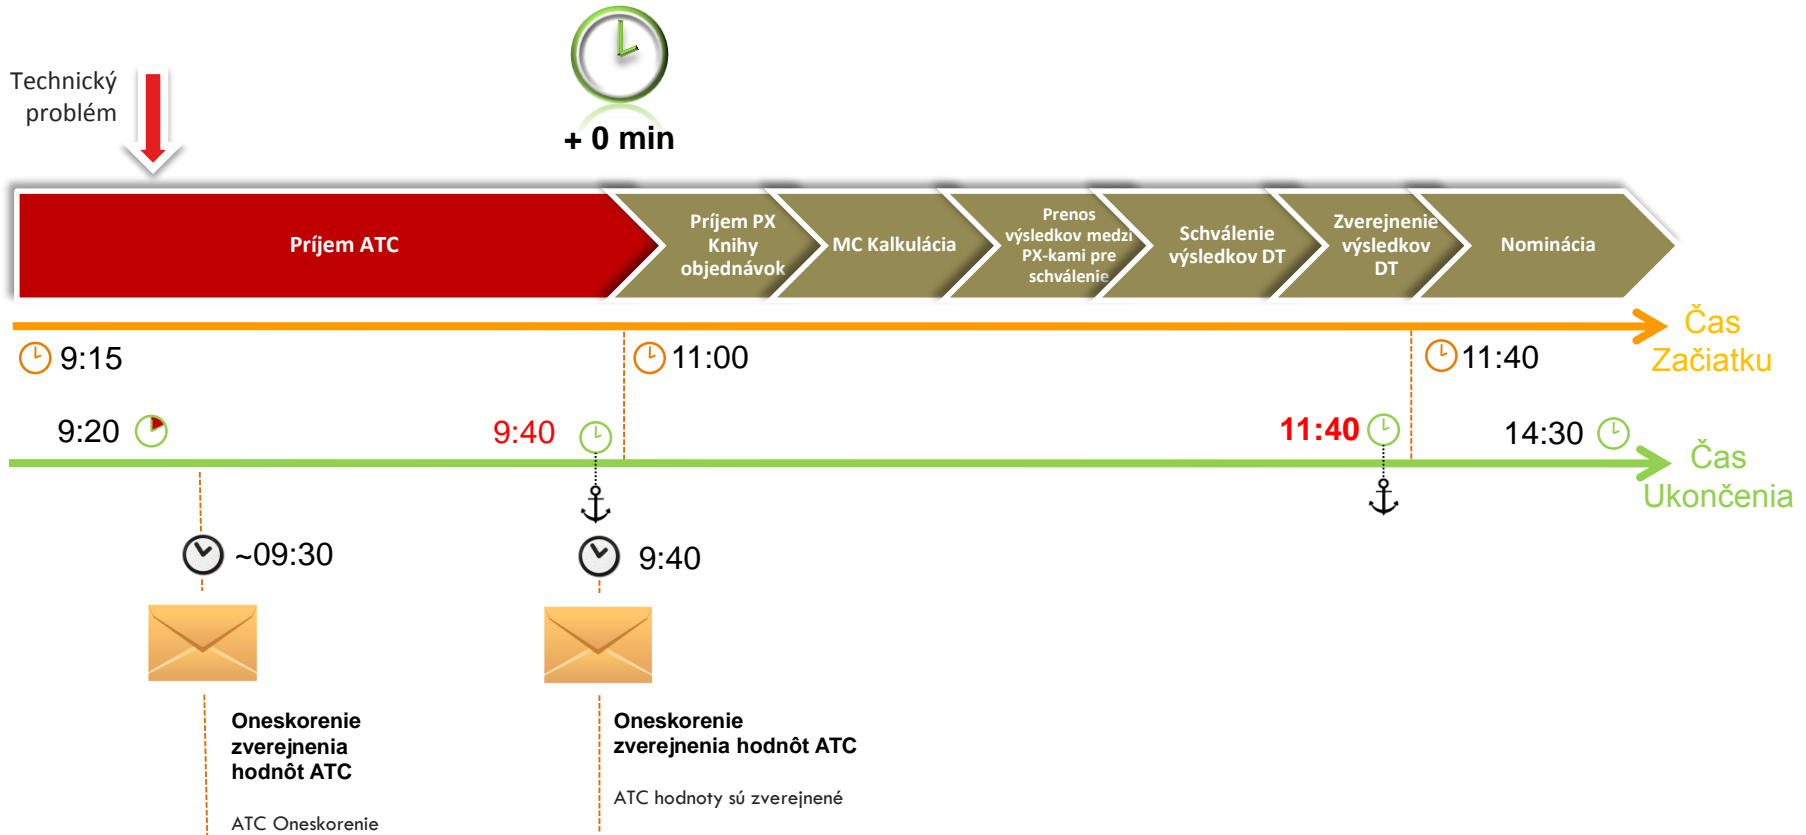 Technický
problém
+ 0 min
Príjem ATC
Príjem PX
Knihy
objednávok
MC Kalkulácia
Prenos
výsledkov medzi
PX-kami pre
schválenie
Schválenie
výsledkov DT
Zverejnenie
výsledkov
DT
Nominácia
Čas
Začiatku
9:15
11:00
11:40
9:20
9:40
11:40
14:30
Čas
Ukončenia
~09:30
9:40
Oneskorenie
zverejnenia
hodnôt ATC
ATC Oneskorenie
Oneskorenie
zverejnenia hodnôt ATC
ATC hodnoty sú zverejnené